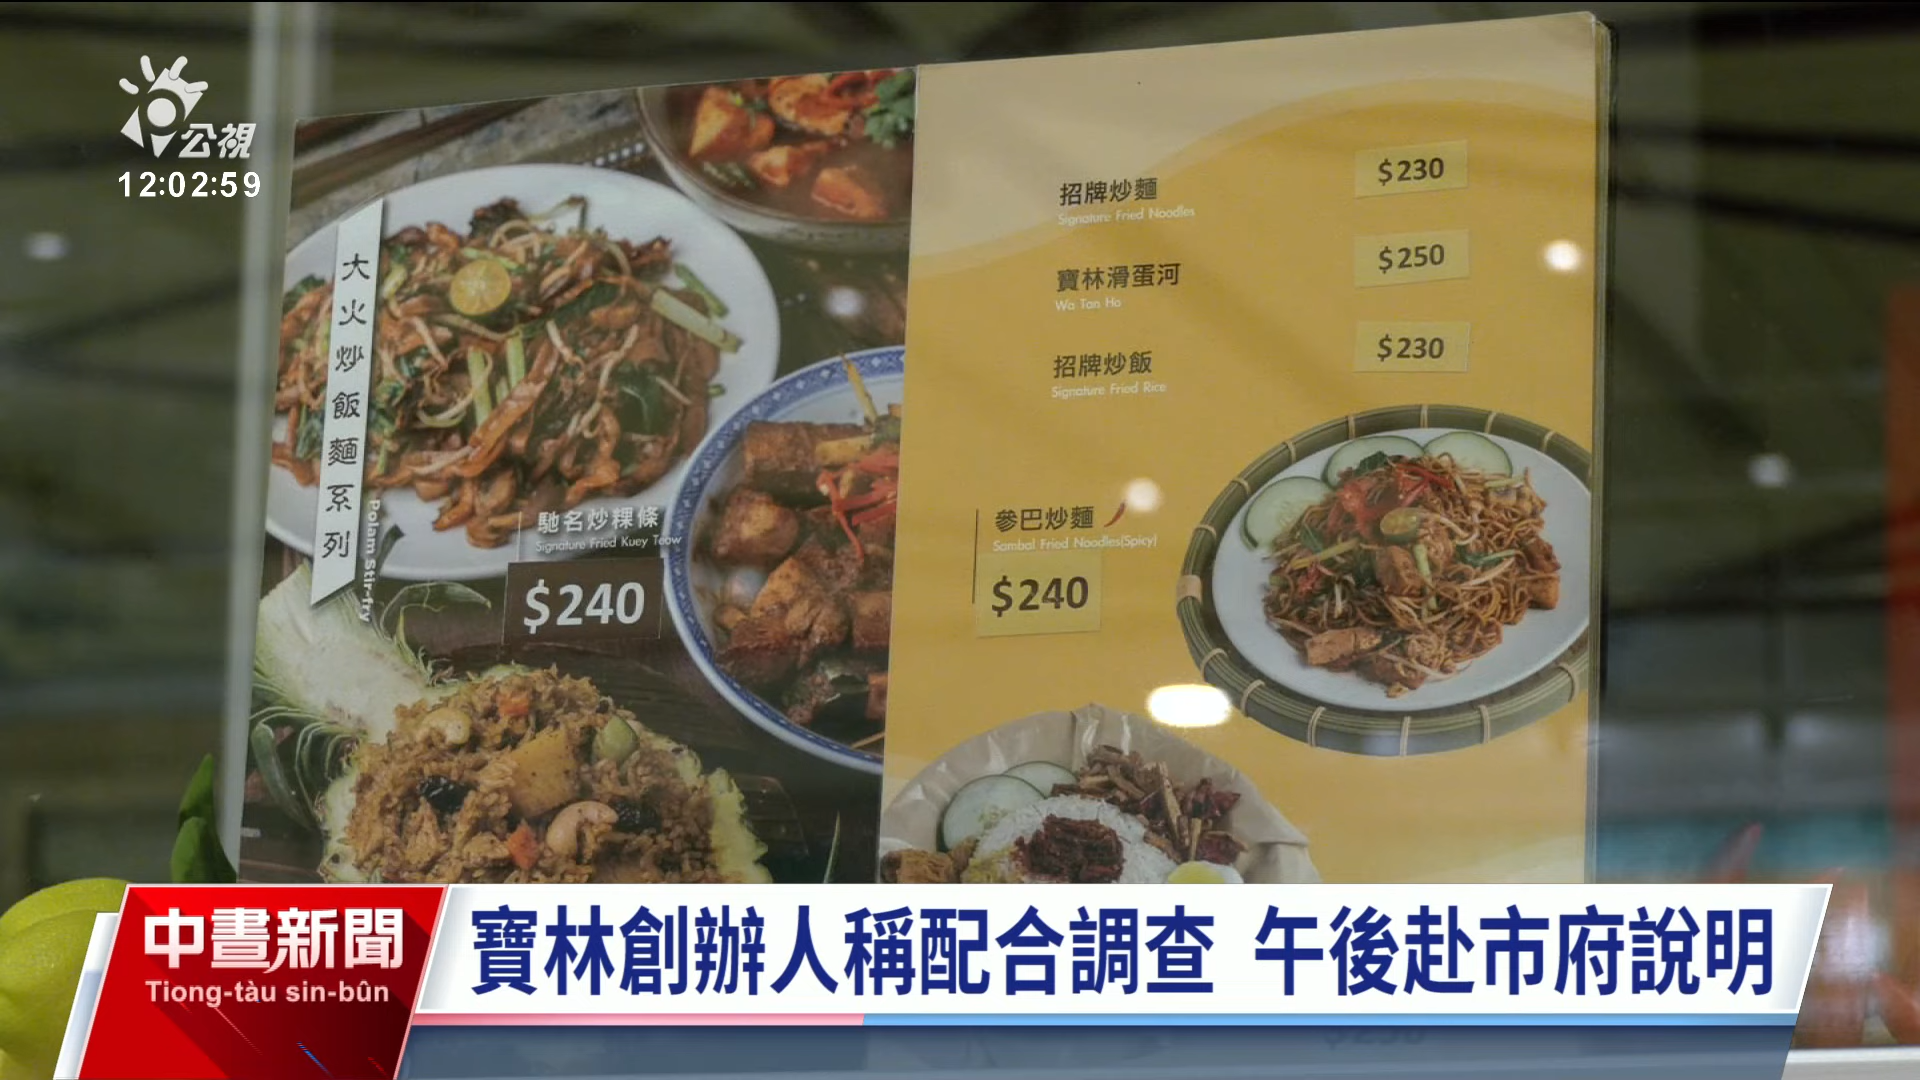 公視
12:02:59
大火炒飯麵系列
Polam Stir-fry
馳名炒粿條
Signature Fried Kuey Teow
$240
招牌炒麵
Signature Fried Noodles
$230
寶林滑蛋河
Wa Tan Ho
$250
招牌炒飯
Signature Fried Rice
$230
參巴炒麵
Sambal Fried Noodles(Spicy)
$240
中晝新聞
Tiong-tàu sin-bûn
寶林創辦人稱配合調查 午後赴市府說明